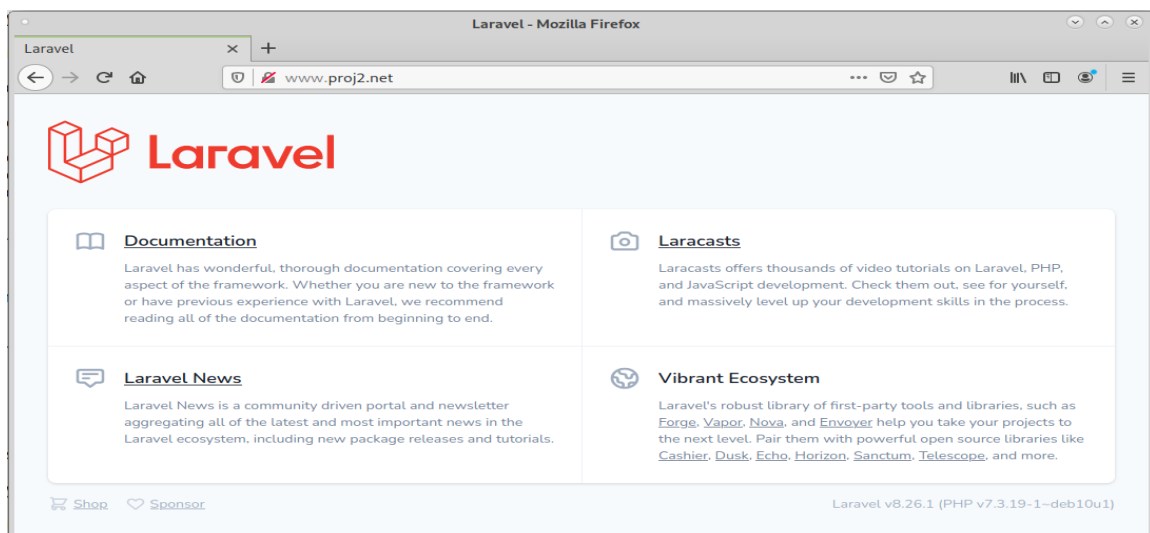 Laravel - Mozilla Firefox
Laravel
www.proj2.net
Laravel
Documentation
Laravel has wonderful, thorough documentation covering every
aspect of the framework. Whether you are new to the framework
or have previous experience with Laravel, we recommend
reading all of the documentation from beginning to end.
Laracasts
Laracasts offers thousands of video tutorials on Laravel, PHP,
and JavaScript development. Check them out, see for yourself,
and massively level up your development skills in the process.
Laravel News
Laravel News is a community driven portal and newsletter
aggregating all of the latest and most important news in the
Laravel ecosystem, including new package releases and tutorials.
Vibrant Ecosystem
Laravel's robust library of first-party tools and libraries, such as
Forge, Vapor, Nova, and Envoyer help you take your projects to
the next level. Pair them with powerful open source libraries like
Cashier, Dusk, Echo, Horizon, Sanctum, Telescope, and more.
Shop Sponsor
Laravel v8.26.1 (PHP v7.3.19-1~deb10u1)